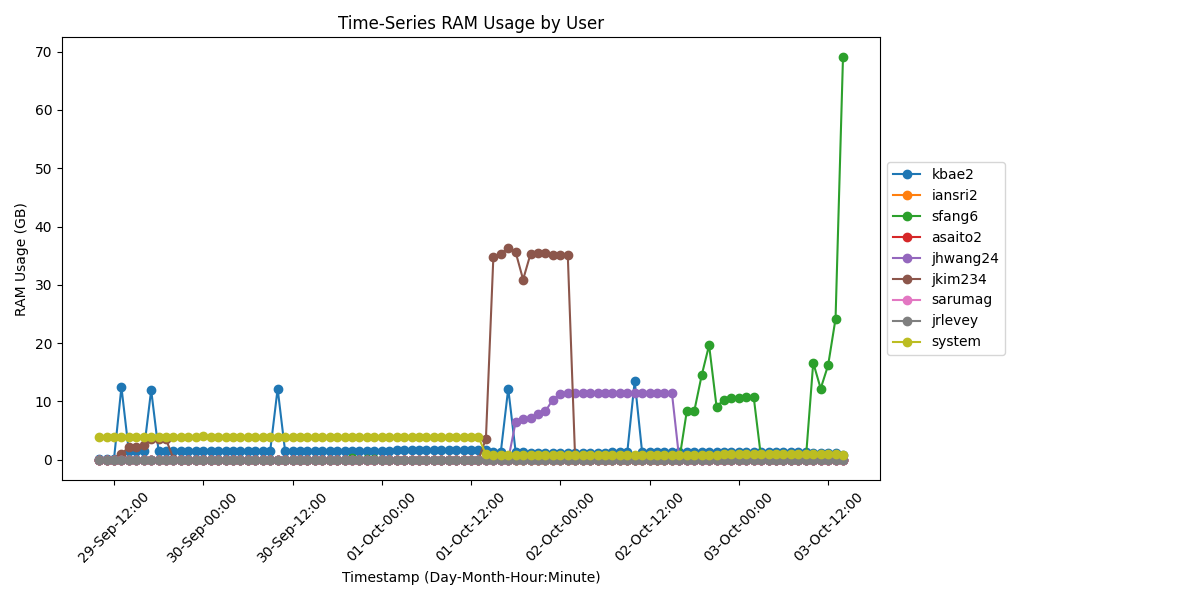 Time-Series RAM Usage by User
RAM Usage (GB)
70
60
50
40
30
20
10
0
29-Sep-12:00
30-Sep-00:00
30-Sep-12:00
01-Oct-00:00
01-Oct-12:00
02-Oct-00:00
02-Oct-12:00
03-Oct-00:00
03-Oct-12:00
Timestamp (Day-Month-Hour:Minute)
kbae2
iansri2
sfang6
asaito2
jhwang24
jkim234
sarumag
jrlevey
system